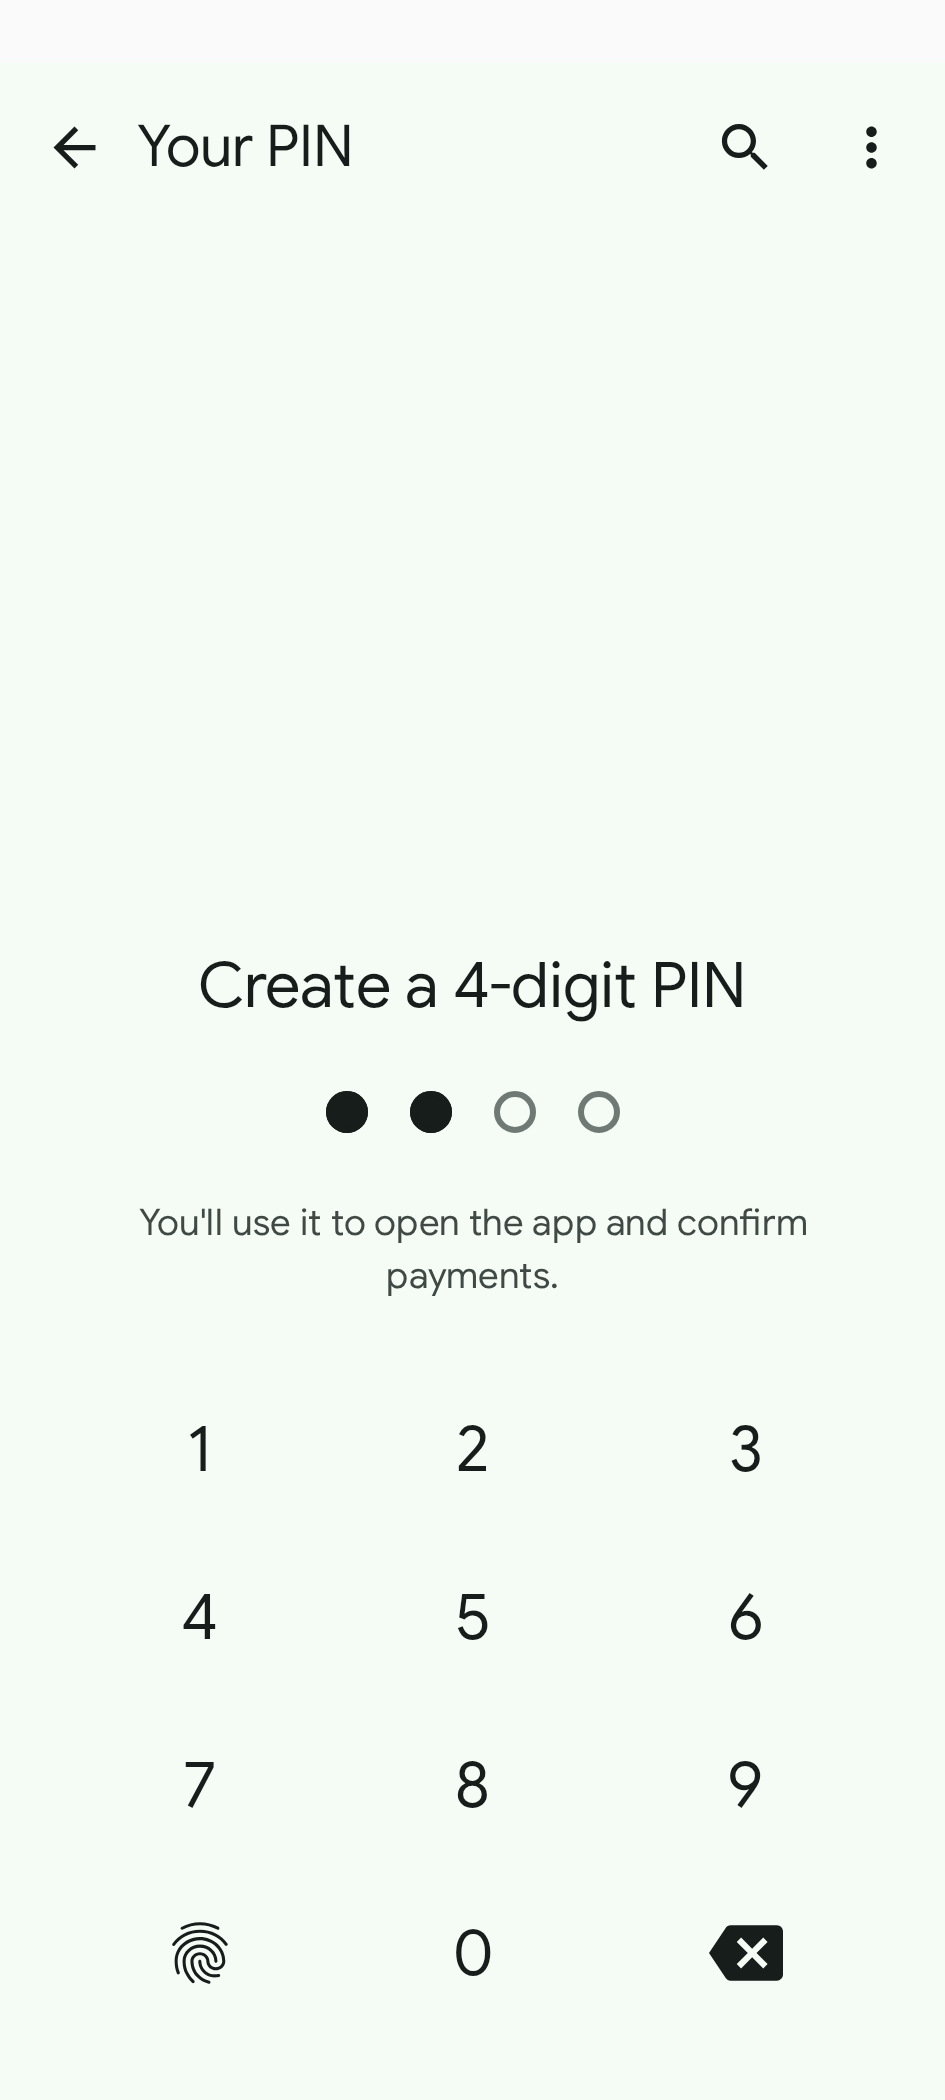 Your PIN
Create a 4-digit PIN
You'll use it to open the app and confirm
payments.
1 2 3
4 5 6
7 8 9
0